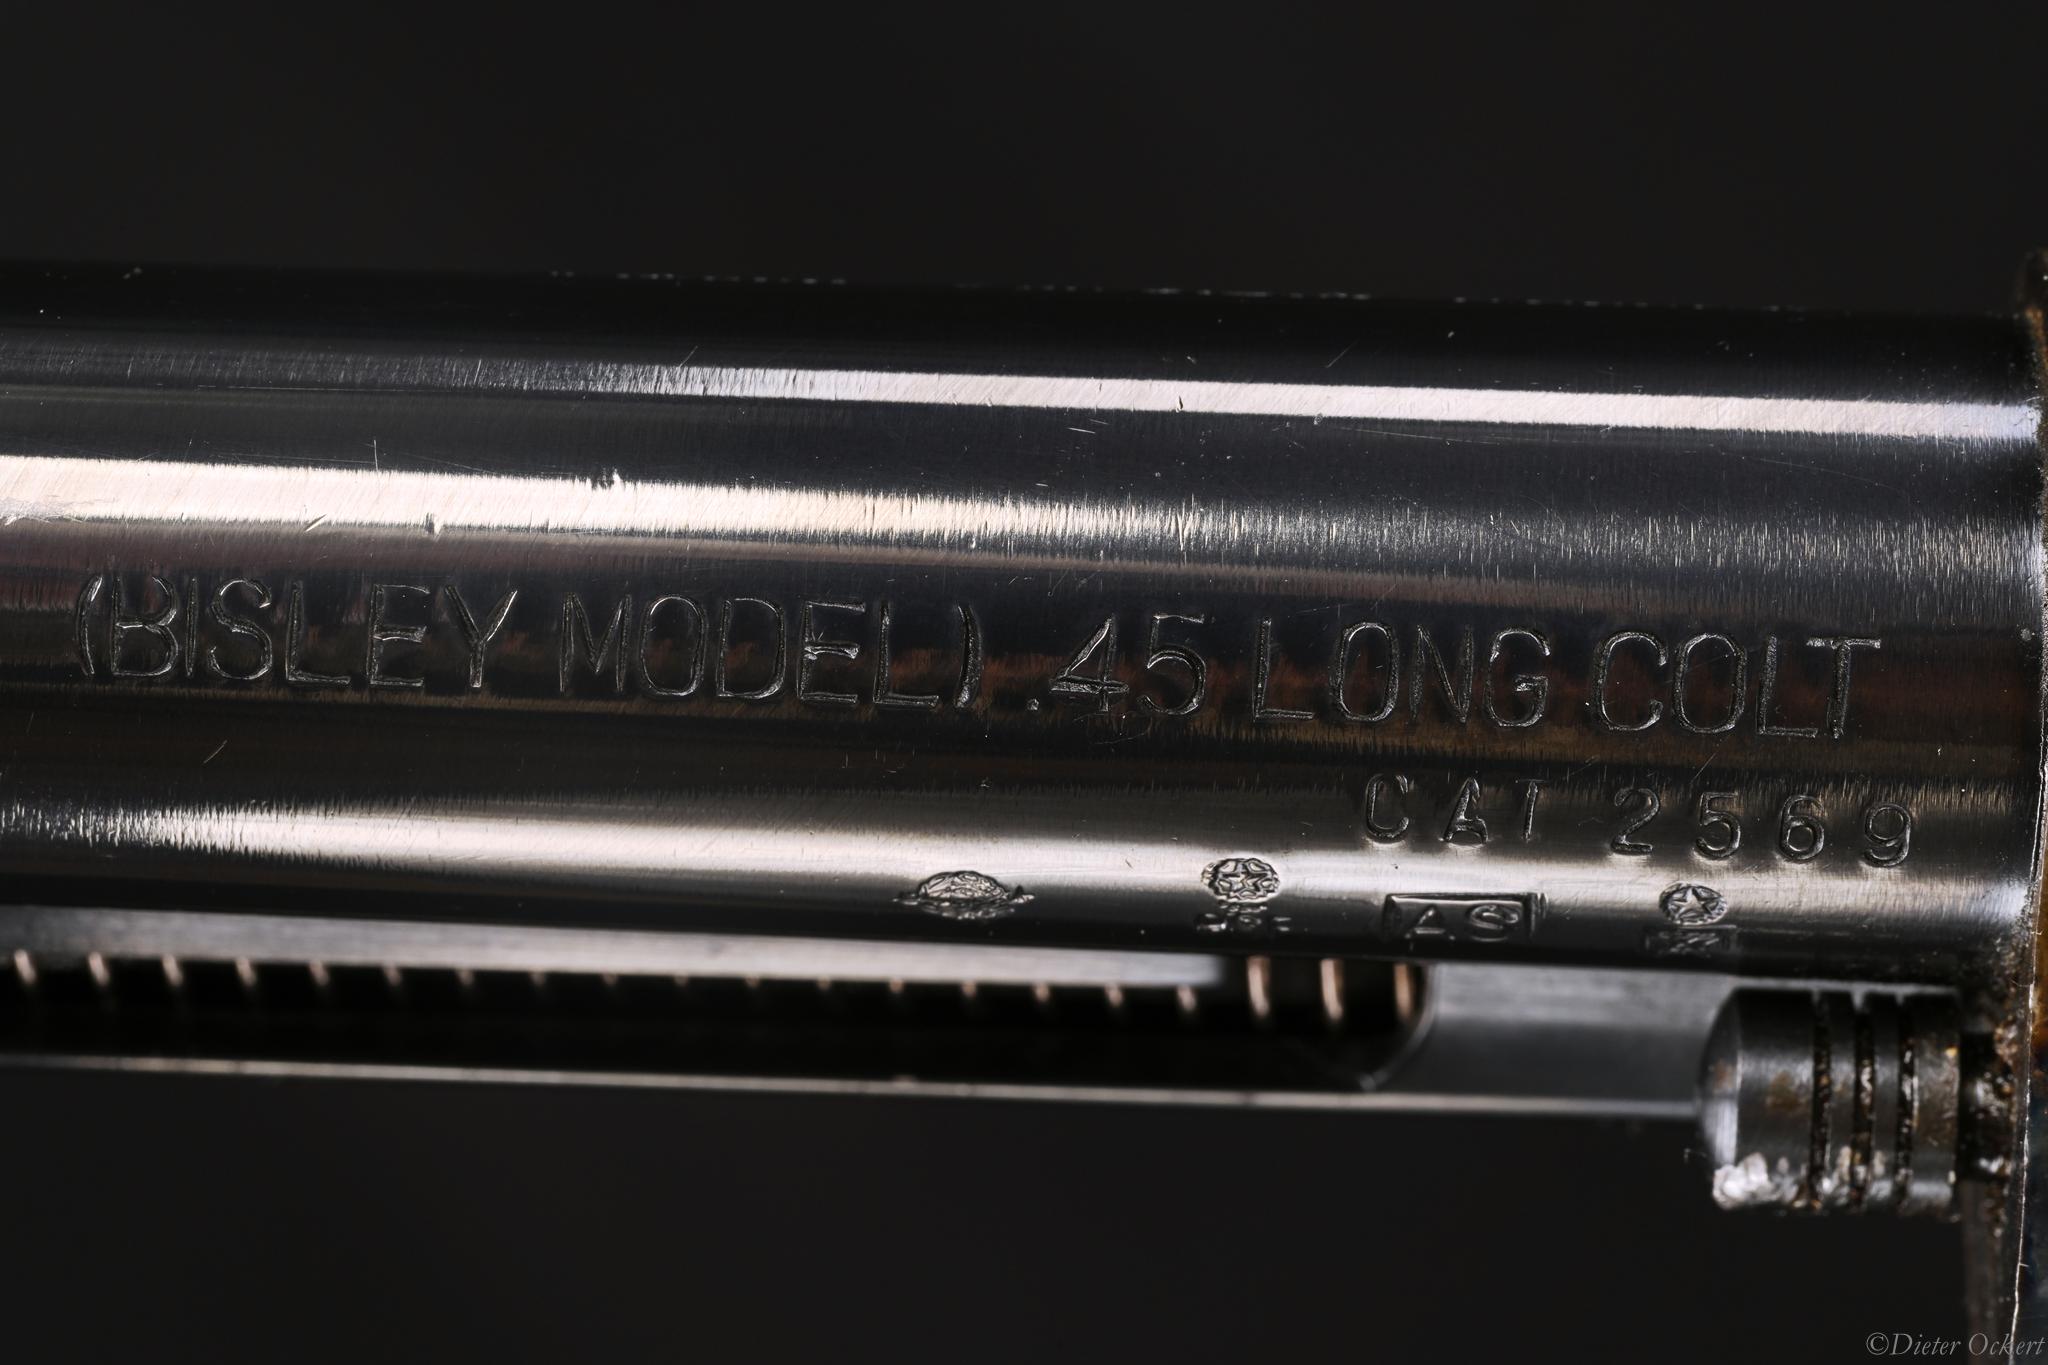 (BISLEY MODEL) .45 LONG COLT
CAT 2569
AS
©Dieter Ockert